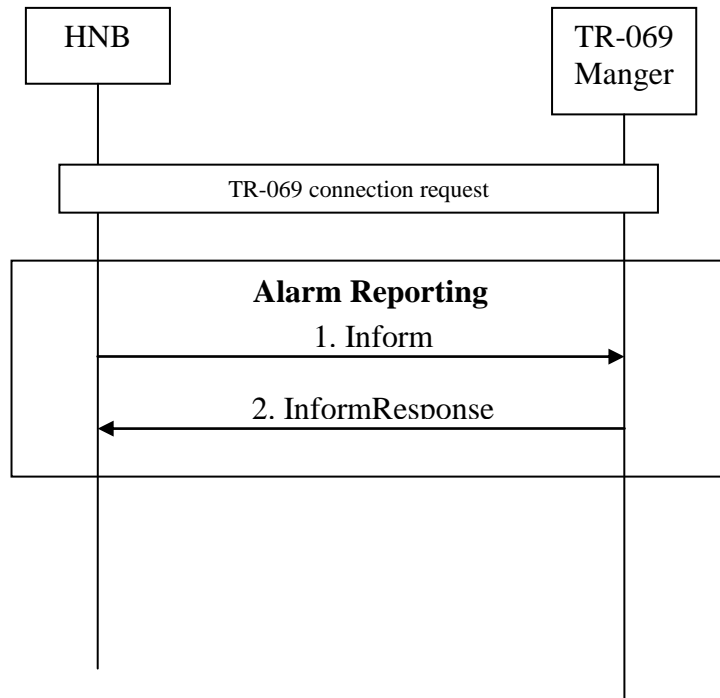 HNB
TR-069
Manger
TR-069 connection request
Alarm Reporting
1. Inform
2. InformResponse